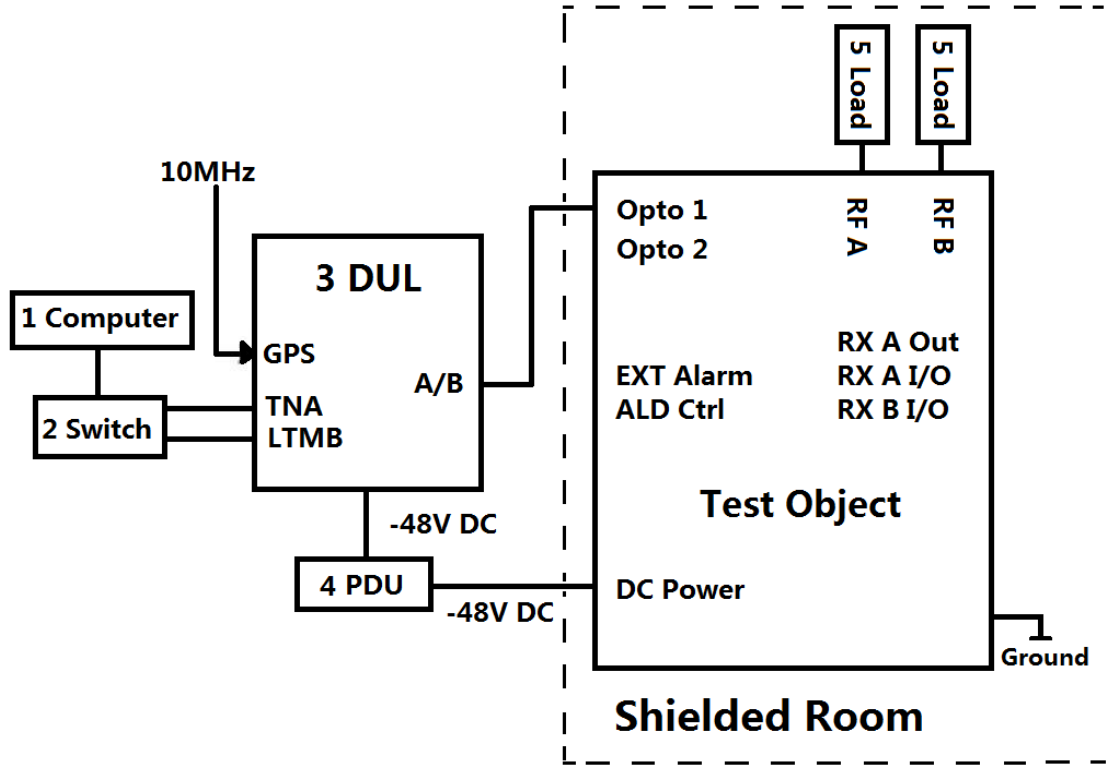 5 Load
5 Load
10MHz
Opto 1
Opto 2
RF A
RF B
3 DUL
1 Computer
GPS
A/B
TNA
LTMB
2 Switch
RX A Out
EXT Alarm
RX A I/O
ALD Ctrl
RX B I/O
Test Object
-48V DC
4 PDU
-48V DC
DC Power
Ground
Shielded Room